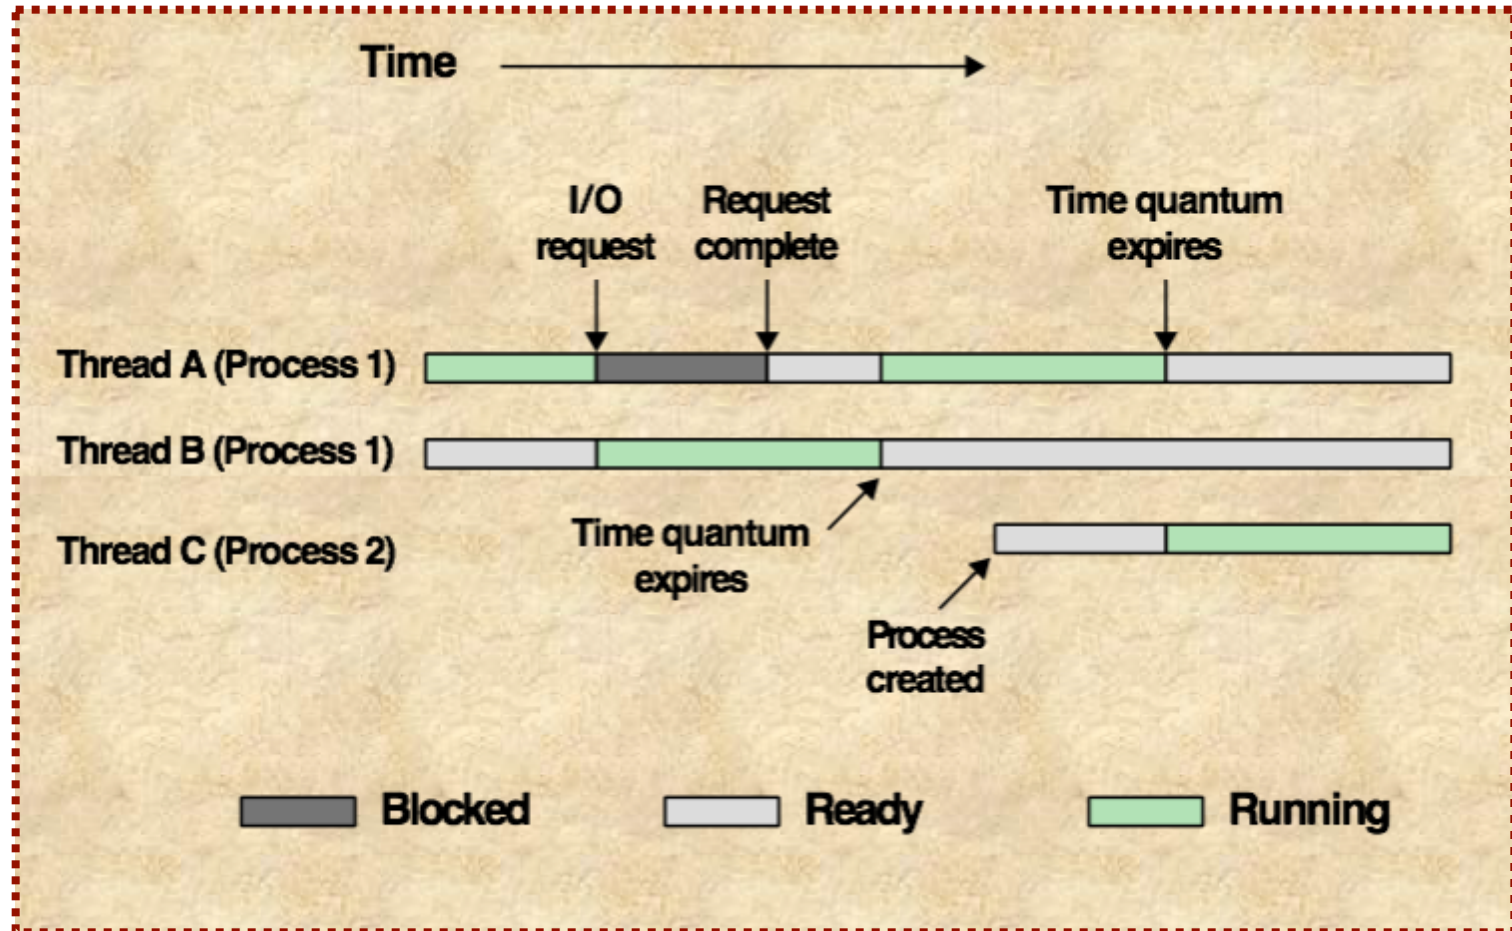 Time
I/O
request
Request
complete
Time quantum
expires
Thread A (Process 1)
Thread B (Process 1)
Thread C (Process 2)
Time quantum
expires
Process
created
Blocked
Ready
Running